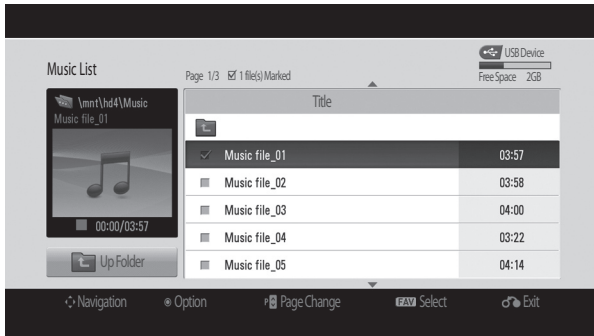 USB Device
Music List
Page 1/3 1 file(s) Marked
Free Space 2GB
\mnt\hd4\Music
Music file_01
00:00/03:57
Up Folder
Title
Music file_01 03:57
Music file_02 03:58
Music file_03 04:00
Music file_04 03:22
Music file_05 04:14
Navigation
Option
P Page Change
FAV Select
Exit